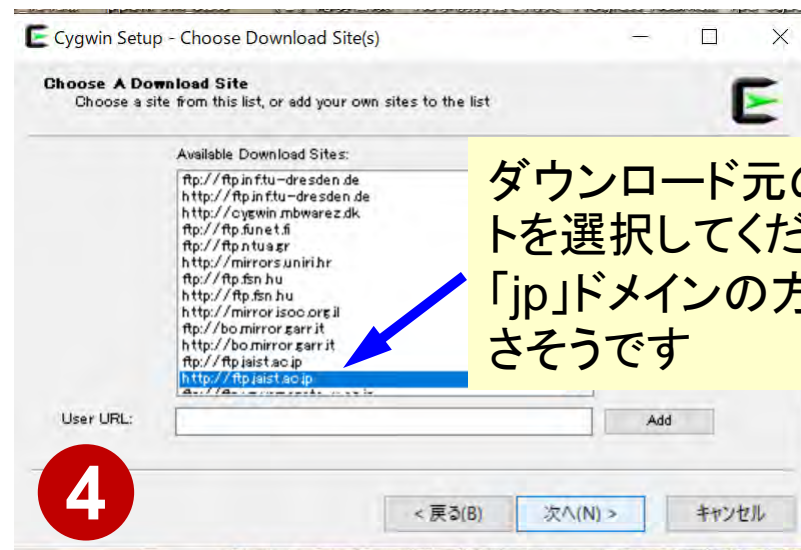 Cygwin Setup - Choose Download Site(s)
Choose A Download Site
Choose a site from this list, or add your own sites to the list
Available Download Sites:
ftp://ftp.inf.tu-dresden.de
http://ftp.inf.tu-dresden.de
http://cygwin.mbwarez.dk
ftp://ftp.funet.fi
ftp://ftp.ntua.gr
http://mirrors.uniri.hr
ftp://ftp.fsn.hu
http://ftp.fsn.hu
http://mirror.isoc.org.il
ftp://bo.mirror.garr.it
http://bo.mirror.garr.it
ftp://ftp.jaist.ac.jp
http://ftp.jaist.ac.jp
ダウンロード元の
トを選択してくだ
「jp」ドメインの方
さそうです
User URL:
Add
4
< 戻る(B)
次へ(N) >
キャンセル